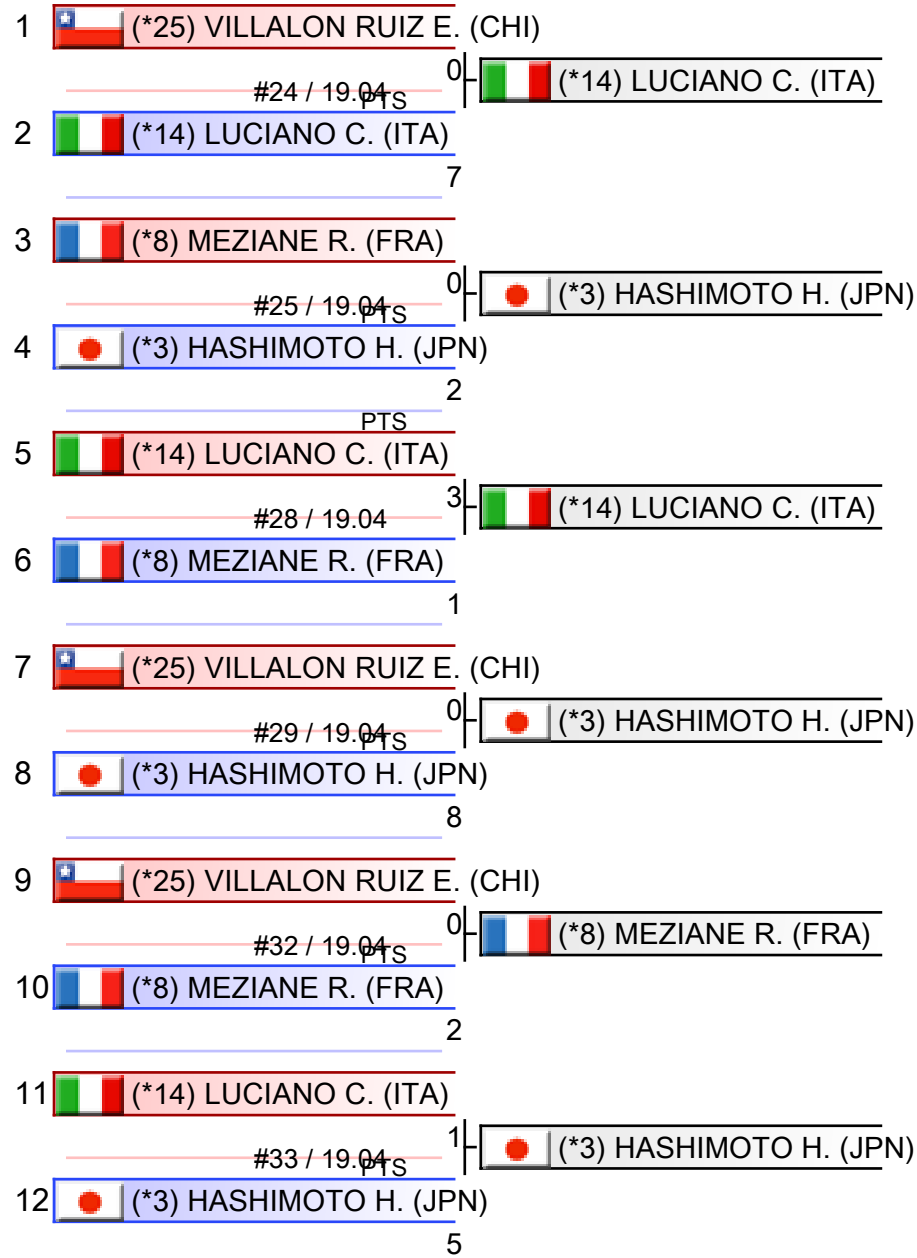 1 (*25) VILLALON RUIZ E. (CHI)
0 (*14) LUCIANO C. (ITA)
#24 / 19.04
PTS
2 (*14) LUCIANO C. (ITA)
7
3 (*8) MEZIANE R. (FRA)
0 (*3) HASHIMOTO H. (JPN)
#25 / 19.04
PTS
4 (*3) HASHIMOTO H. (JPN)
2
PTS
5 (*14) LUCIANO C. (ITA)
3 (*14) LUCIANO C. (ITA)
#28 / 19.04
6 (*8) MEZIANE R. (FRA)
1
7 (*25) VILLALON RUIZ E. (CHI)
0 (*3) HASHIMOTO H. (JPN)
#29 / 19.04
PTS
8 (*3) HASHIMOTO H. (JPN)
8
9 (*25) VILLALON RUIZ E. (CHI)
0 (*8) MEZIANE R. (FRA)
#32 / 19.04
PTS
10 (*8) MEZIANE R. (FRA)
2
11 (*14) LUCIANO C. (ITA)
1 (*3) HASHIMOTO H. (JPN)
#33 / 19.04
PTS
12 (*3) HASHIMOTO H. (JPN)
5